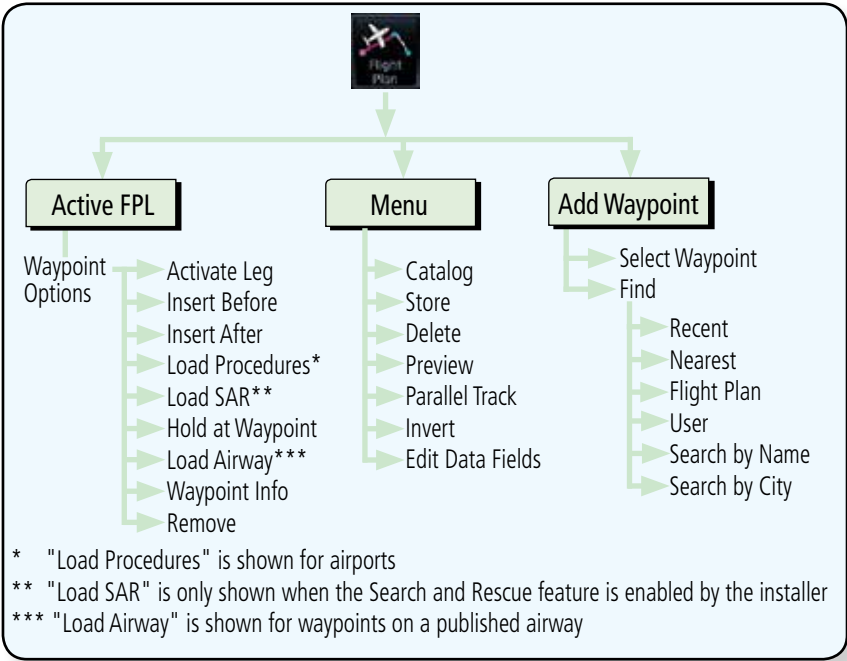 Flight
Plan
Active FPL
Menu
Add Waypoint
Waypoint
Options
Activate Leg
Insert Before
Insert After
Load Procedures*
Load SAR**
Hold at Waypoint
Load Airway***
Waypoint Info
Remove
Catalog
Store
Delete
Preview
Parallel Track
Invert
Edit Data Fields
Select Waypoint
Find
Recent
Nearest
Flight Plan
User
Search by Name
Search by City
* "Load Procedures" is shown for airports
** "Load SAR" is only shown when the Search and Rescue feature is enabled by the installer
*** "Load Airway" is shown for waypoints on a published airway